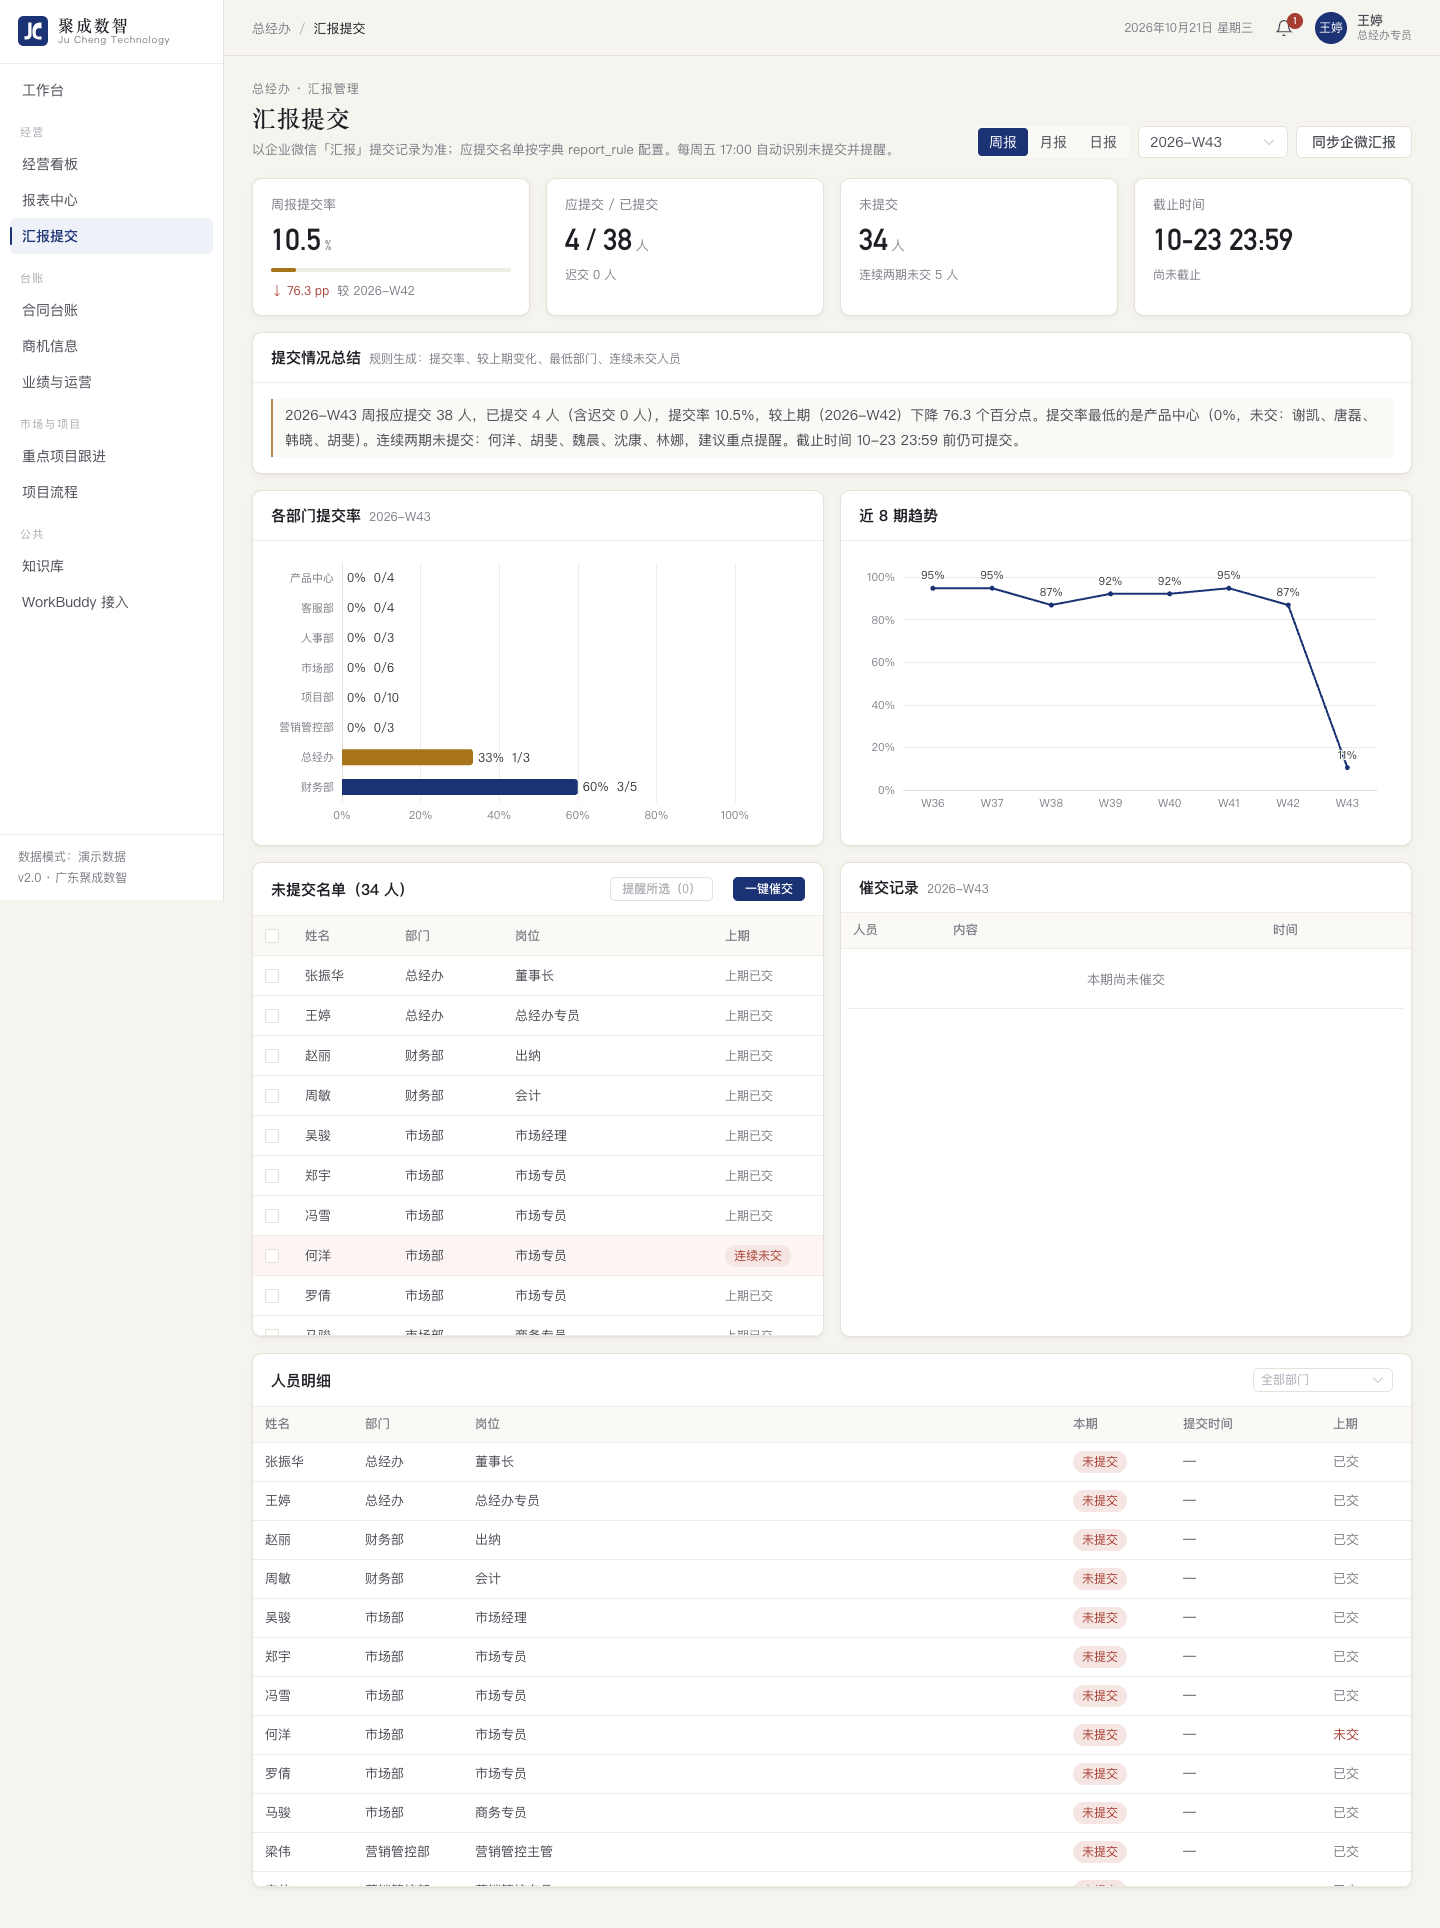 聚成数智
Ju Cheng Technology
工作台
经营
经营看板
报表中心
汇报提交
台账
合同台账
商机信息
业绩与运营
市场与项目
重点项目跟进
项目流程
公共
知识库
WorkBuddy 接入
数据模式：演示数据
v2.0 · 广东聚成数智
总经办 / 汇报提交
2026年10月21日 星期三
1
王婷
王婷
总经办专员
总经办 · 汇报管理
汇报提交
以企业微信「汇报」提交记录为准；应提交名单按字典 report_rule 配置。每周五 17:00 自动识别未提交并提醒。
周报 月报 日报 2026-W43 同步企微汇报
周报提交率
10.5 %
↓ 76.3 pp 较 2026-W42
应提交 / 已提交
4 / 38 人
迟交 0 人
未提交
34 人
连续两期未交 5 人
截止时间
10-23 23:59
尚未截止
提交情况总结 规则生成：提交率、较上期变化、最低部门、连续未交人员
2026-W43 周报应提交 38 人，已提交 4 人（含迟交 0 人），提交率 10.5%，较上期（2026-W42）下降 76.3 个百分点。提交率最低的是产品中心（0%，未交：谢凯、唐磊、
韩晓、胡斐）。连续两期未提交：何洋、胡斐、魏晨、沈康、林娜，建议重点提醒。截止时间 10-23 23:59 前仍可提交。
各部门提交率 2026-W43
产品中心 0% 0/4
客服部 0% 0/4
人事部 0% 0/3
市场部 0% 0/6
项目部 0% 0/10
营销管控部 0% 0/3
总经办 33% 1/3
财务部 60% 3/5
0% 20% 40% 60% 80% 100%
近 8 期趋势
100%
80%
60%
40%
20%
0%
95% 95% 87% 92% 92% 95% 87% 11%
W36 W37 W38 W39 W40 W41 W42 W43
未提交名单（34 人） 提醒所选（0） 一键催交
姓名 部门 岗位 上期
张振华 总经办 董事长 上期已交
王婷 总经办 总经办专员 上期已交
赵丽 财务部 出纳 上期已交
周敏 财务部 会计 上期已交
吴骏 市场部 市场经理 上期已交
郑宇 市场部 市场专员 上期已交
冯雪 市场部 市场专员 上期已交
何洋 市场部 市场专员 连续未交
罗倩 市场部 市场专员 上期已交
马骏 市场部 商务专员 上期已交
催交记录 2026-W43
人员 内容 时间
本期尚未催交
人员明细 全部部门
姓名 部门 岗位 本期 提交时间 上期
张振华 总经办 董事长 未提交 — 已交
王婷 总经办 总经办专员 未提交 — 已交
赵丽 财务部 出纳 未提交 — 已交
周敏 财务部 会计 未提交 — 已交
吴骏 市场部 市场经理 未提交 — 已交
郑宇 市场部 市场专员 未提交 — 已交
冯雪 市场部 市场专员 未提交 — 已交
何洋 市场部 市场专员 未提交 — 未交
罗倩 市场部 市场专员 未提交 — 已交
马骏 市场部 商务专员 未提交 — 已交
梁伟 营销管控部 营销管控主管 未提交 — 已交